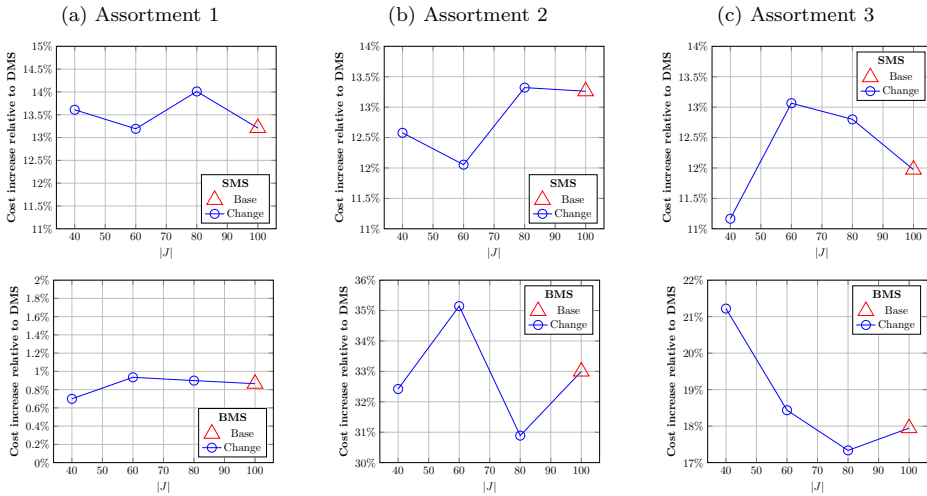 (a) Assortment 1
(b) Assortment 2
(c) Assortment 3
Cost increase relative to DMS
15%
14.5%
14%
13.5%
13%
12.5%
12%
11.5%
11%
40 50 60 70 80 90 100
|J|
SMS
Base
Change
Cost increase relative to DMS
14%
13.5%
13%
12.5%
12%
11.5%
11%
40 50 60 70 80 90 100
|J|
SMS
Base
Change
Cost increase relative to DMS
14%
13.5%
13%
12.5%
12%
11.5%
11%
40 50 60 70 80 90 100
|J|
SMS
Base
Change
Cost increase relative to DMS
2%
1.8%
1.6%
1.4%
1.2%
1%
0.8%
0.6%
0.4%
0.2%
0%
40 50 60 70 80 90 100
|J|
BMS
Base
Change
Cost increase relative to DMS
36%
35%
33%
32%
31%
30%
40 50 60 70 80 90 100
|J|
BMS
Base
Change
Cost increase relative to DMS
22%
21%
20%
19%
18%
17%
40 50 60 70 80 90 100
|J|
BMS
Base
Change